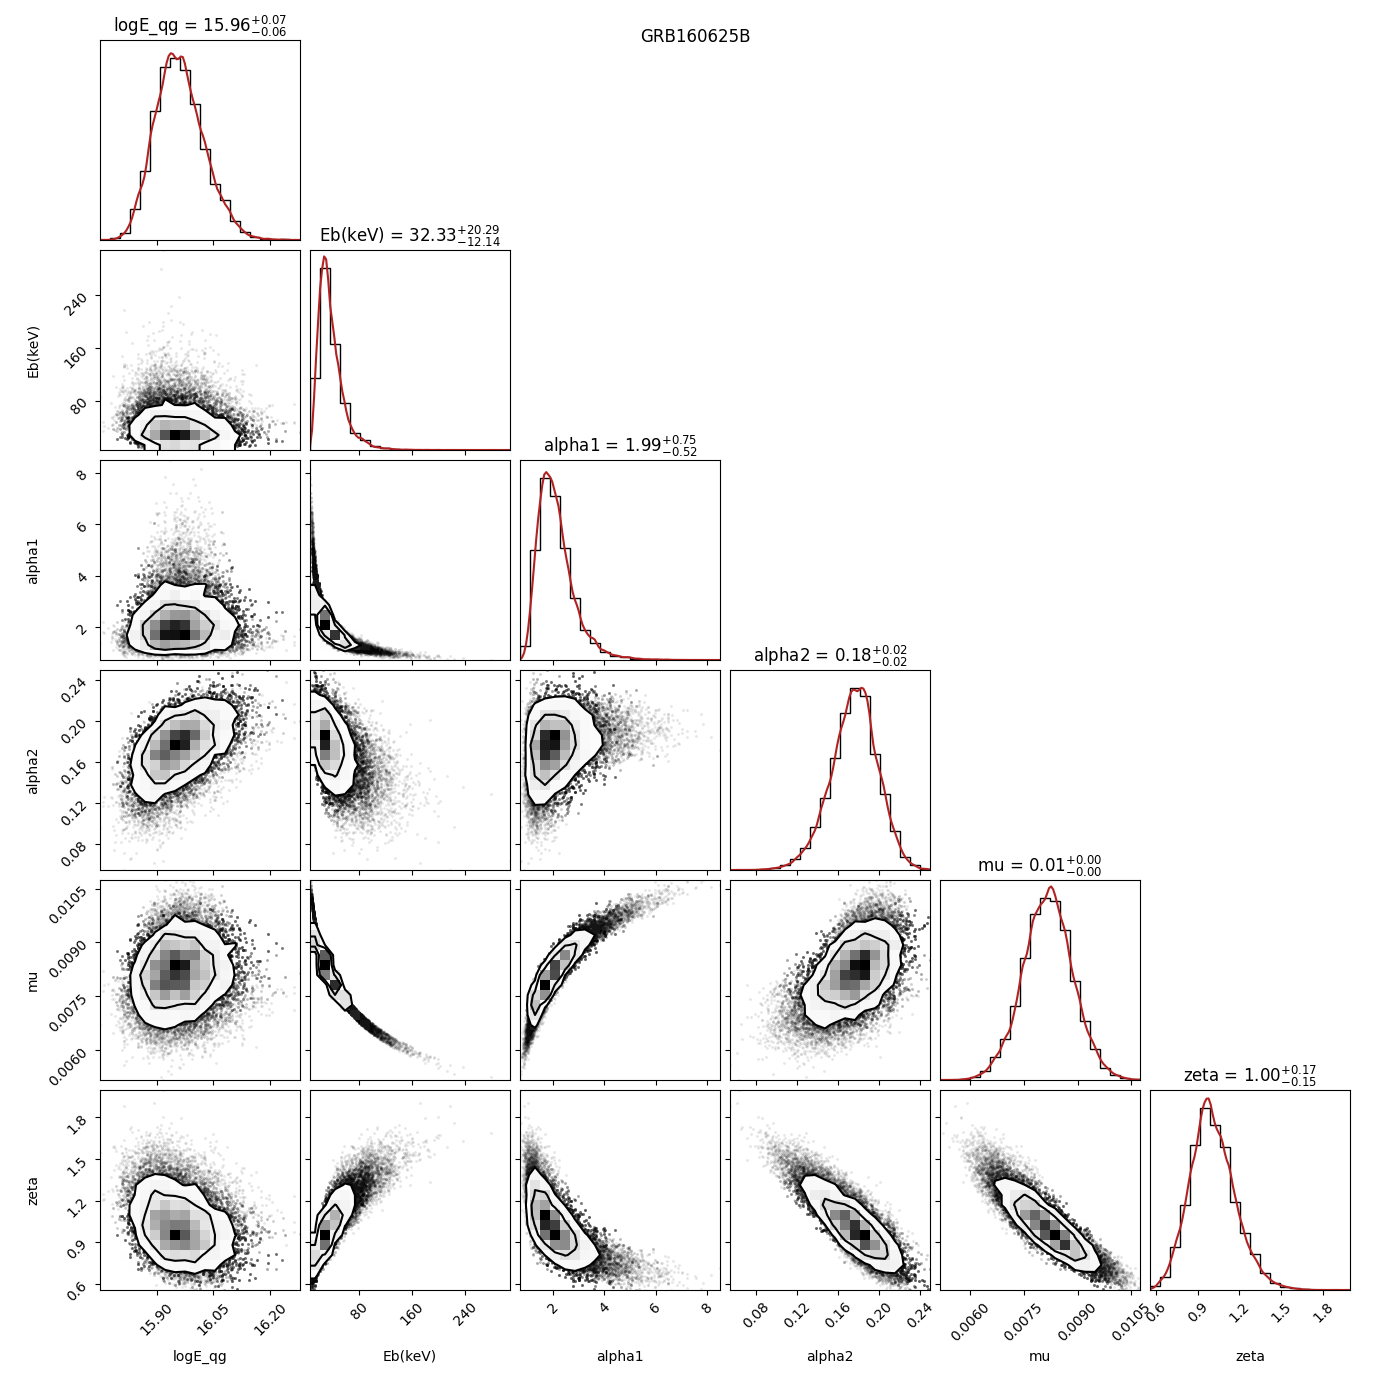 logE_qg = 15.96^{+0.07}_{-0.06}
GRB160625B
Eb(keV) = 32.33^{+20.29}_{-12.14}
240
160
80
Eb(keV)
alpha1 = 1.99^{+0.75}_{-0.52}
8
6
4
2
alpha1
alpha2 = 0.18^{+0.02}_{-0.02}
0.24
0.20
0.16
0.12
0.08
alpha2
mu = 0.01^{+0.00}_{-0.00}
0.0105
0.0090
0.0075
0.0060
mu
zeta = 1.00^{+0.17}_{-0.15}
1.8
1.5
1.2
0.9
0.6
zeta
15.90 16.05 16.20 80 160 240 2 4 6 8 0.08 0.12 0.16 0.20 0.24 0.0060 0.0075 0.0090 0.0105 0.6 0.9 1.2 1.5 1.8
logE_qg Eb(keV) alpha1 alpha2 mu zeta